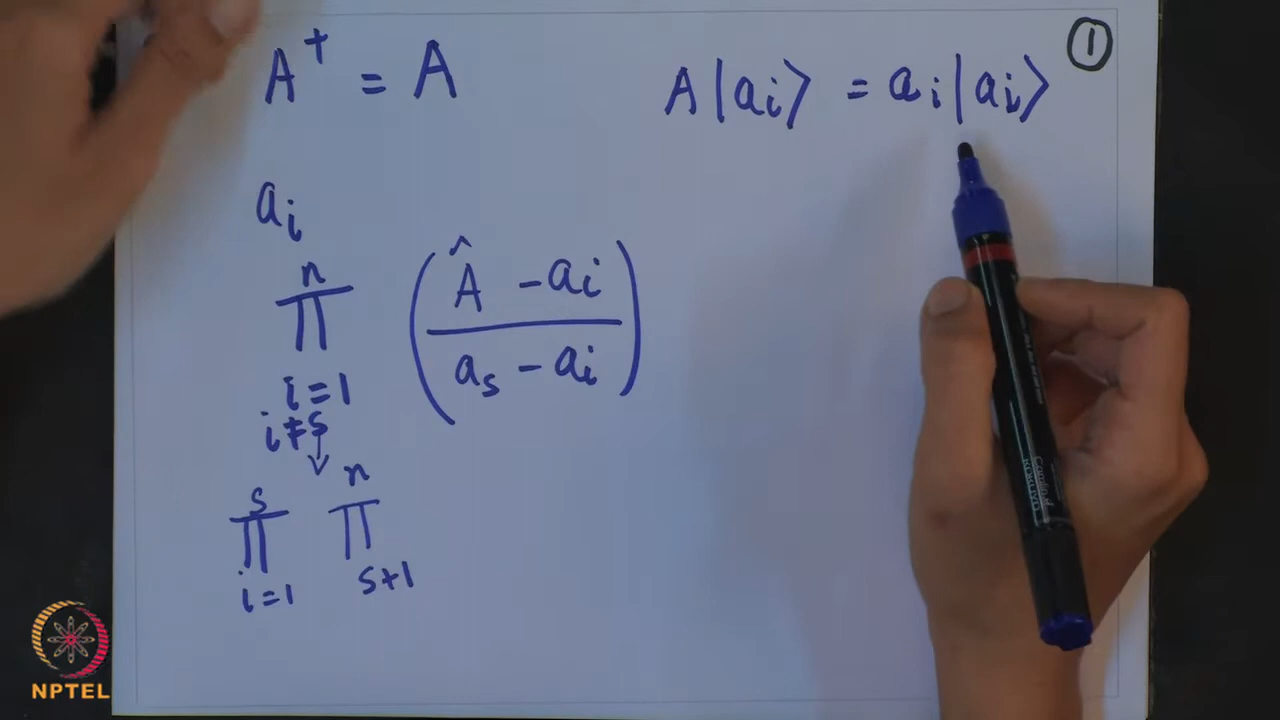 A† = A
A|ai⟩ = ai|ai⟩
①
ai
n
∏
i=1
i≠s
(Â - ai / as - ai)
↓
s
∏
i=1
n
∏
s+1
NPTEL